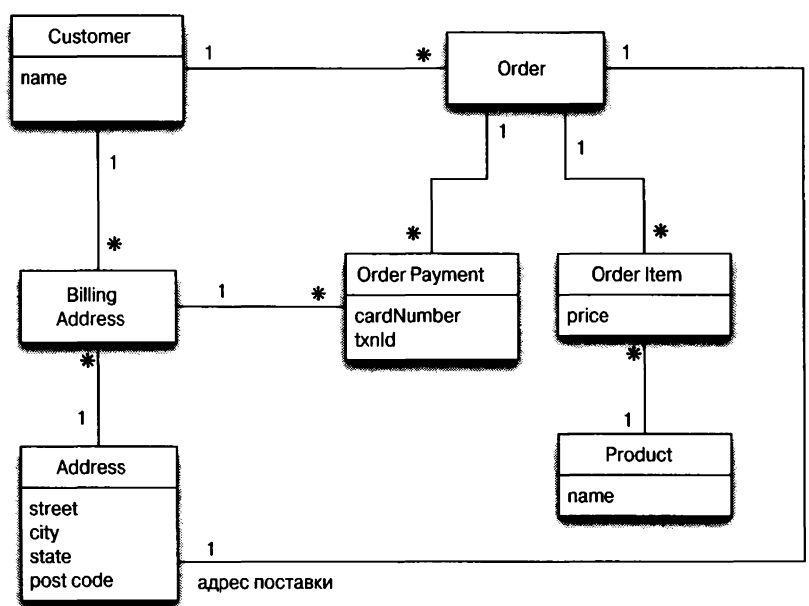 Customer
name
1
*
Order
1
1
*
1
*
1
*
Billing
Address
1
*
Order Payment
cardNumber
txnId
Order Item
price
*
1
*
1
Address
street
city
state
post code
Product
name
1
адрес поставки